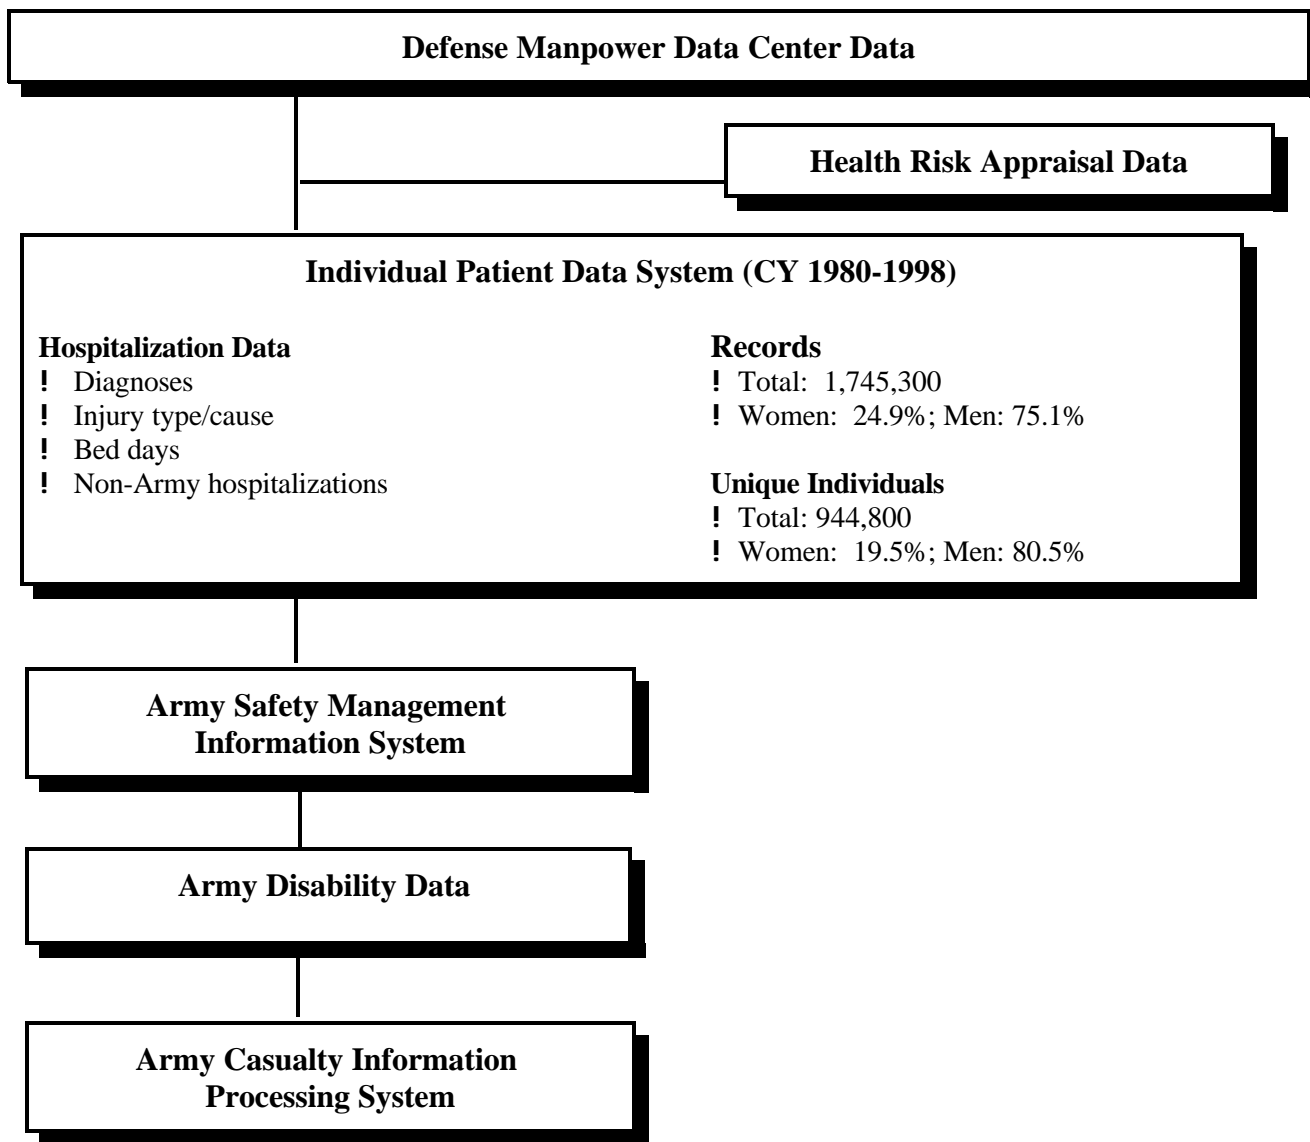 Defense Manpower Data Center Data
Health Risk Appraisal Data
Individual Patient Data System (CY 1980-1998)
Hospitalization Data
! Diagnoses
! Injury type/cause
! Bed days
! Non-Army hospitalizations
Records
! Total: 1,745,300
! Women: 24.9%; Men: 75.1%
Unique Individuals
! Total: 944,800
! Women: 19.5%; Men: 80.5%
Army Safety Management
Information System
Army Disability Data
Army Casualty Information
Processing System